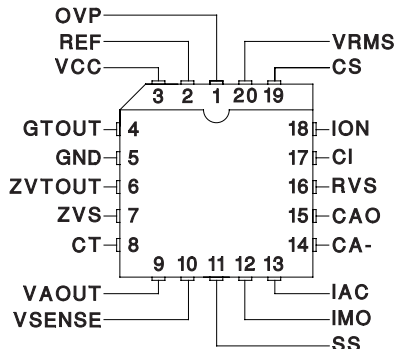 OVP
REF
VRMS
VCC
CS
3 2 1 20 19
GTOUT 4
18 ION
GND 5
17 CI
ZVTOUT 6
16 RVS
ZVS 7
15 CAO
CT 8
14 CA-
9 10 11 12 13
VAOUT
IAC
VSENSE
IMO
SS